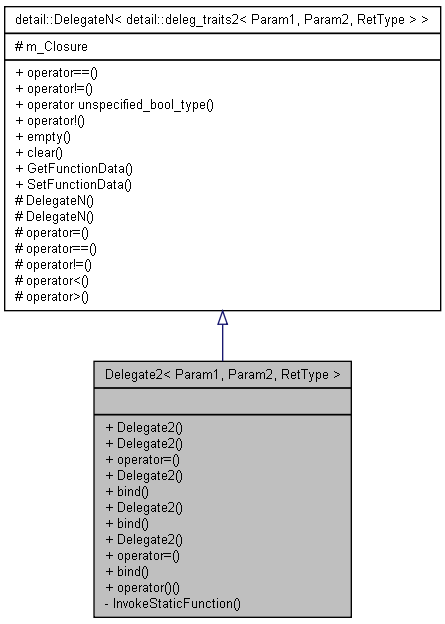 detail::DelegateN< detail::deleg_traits2< Param1, Param2, RetType > >
# m_Closure
+ operator==()
+ operator!=()
+ operator unspecified_bool_type()
+ operator!()
+ empty()
+ clear()
+ GetFunctionData()
+ SetFunctionData()
# DelegateN()
# DelegateN()
# operator=()
# operator==()
# operator!=()
# operator<()
# operator>()
Delegate2< Param1, Param2, RetType >
+ Delegate2()
+ Delegate2()
+ operator=()
+ Delegate2()
+ bind()
+ Delegate2()
+ bind()
+ Delegate2()
+ operator=()
+ bind()
+ operator()()
- InvokeStaticFunction()